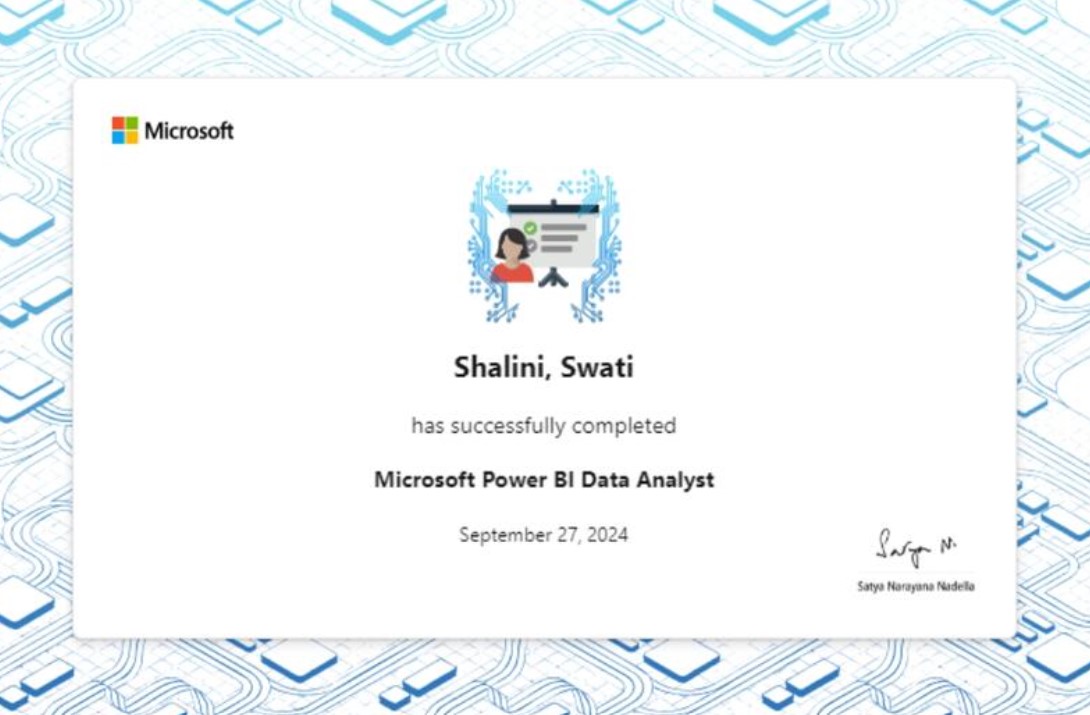 Microsoft
Shalini, Swati
has successfully completed
Microsoft Power BI Data Analyst
September 27, 2024
Satya N.
Satya Narayana Nadella